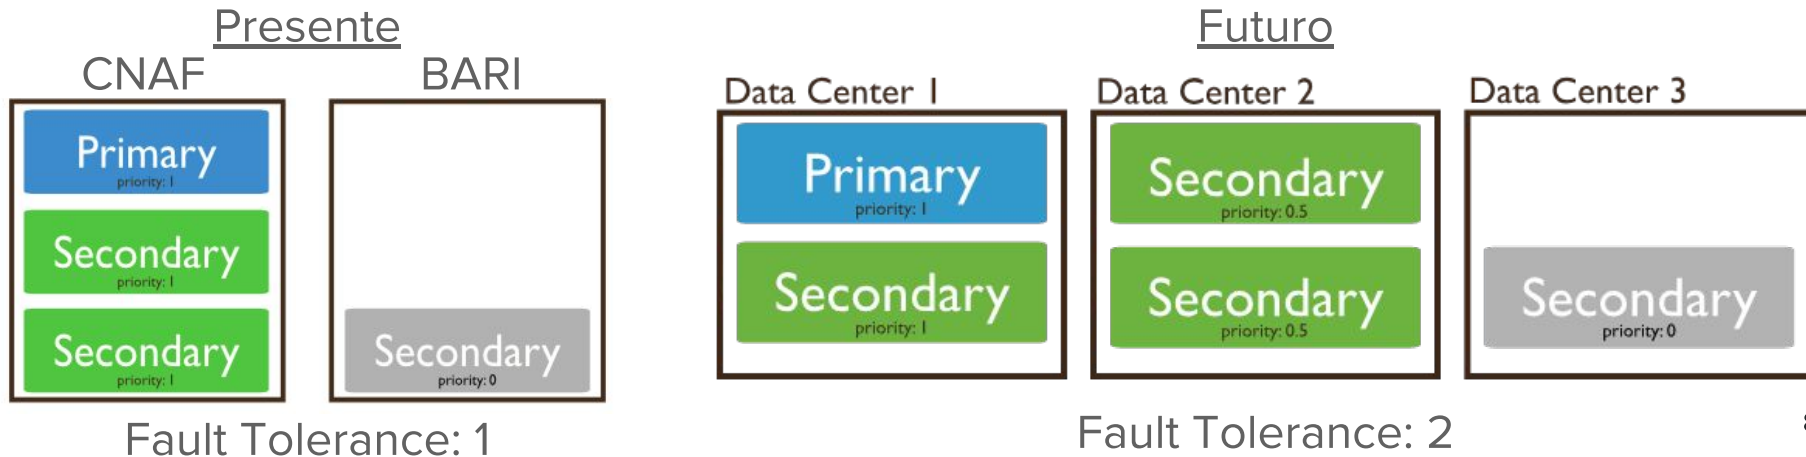 Presente
CNAF
BARI
Primary
priority: 1
Secondary
priority: 1
Secondary
priority: 1
Secondary
priority: 0
Fault Tolerance: 1
Futuro
Data Center 1
Data Center 2
Data Center 3
Primary
priority: 1
Secondary
priority: 1
Secondary
priority: 0.5
Secondary
priority: 0.5
Secondary
priority: 0
Fault Tolerance: 2